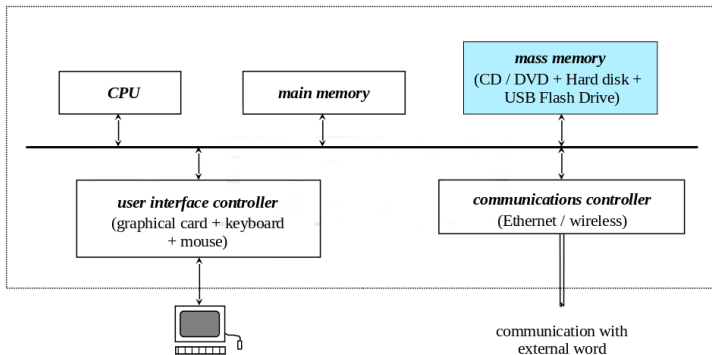 CPU
main memory
mass memory
(CD / DVD + Hard disk +
USB Flash Drive)
user interface controller
(graphical card + keyboard
+ mouse)
communications controller
(Ethernet / wireless)
communication with
external word